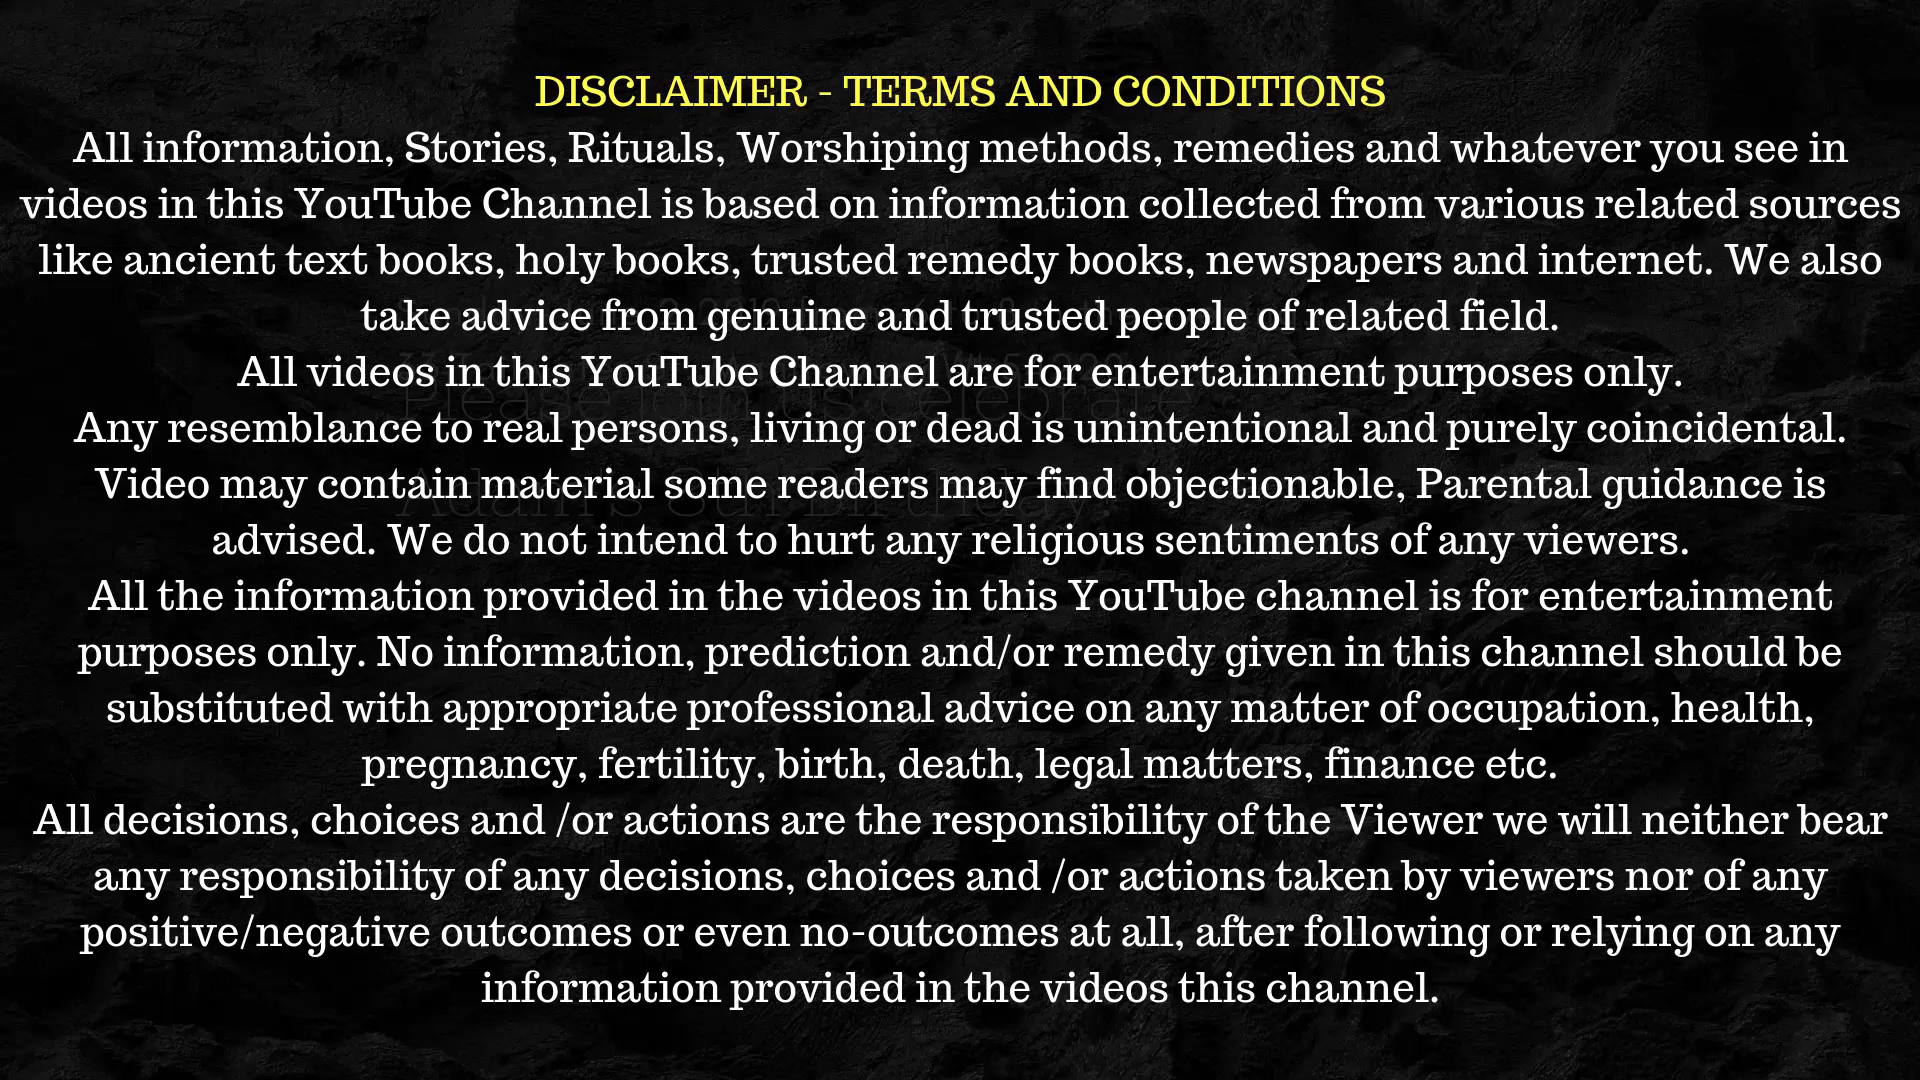 DISCLAIMER - TERMS AND CONDITIONS
All information, Stories, Rituals, Worshiping methods, remedies and whatever you see in
videos in this YouTube Channel is based on information collected from various related sources
like ancient text books, holy books, trusted remedy books, newspapers and internet. We also
take advice from genuine and trusted people of related field.
All videos in this YouTube Channel are for entertainment purposes only.
Please join us celebrate
Any resemblance to real persons, living or dead is unintentional and purely coincidental.
Video may contain material some readers may find objectionable, Parental guidance is
Adam's 8th Birthday!
advised. We do not intend to hurt any religious sentiments of any viewers.
All the information provided in the videos in this YouTube channel is for entertainment
purposes only. No information, prediction and/or remedy given in this channel should be
substituted with appropriate professional advice on any matter of occupation, health,
pregnancy, fertility, birth, death, legal matters, finance etc.
All decisions, choices and /or actions are the responsibility of the Viewer we will neither bear
any responsibility of any decisions, choices and /or actions taken by viewers nor of any
positive/negative outcomes or even no-outcomes at all, after following or relying on any
information provided in the videos this channel.